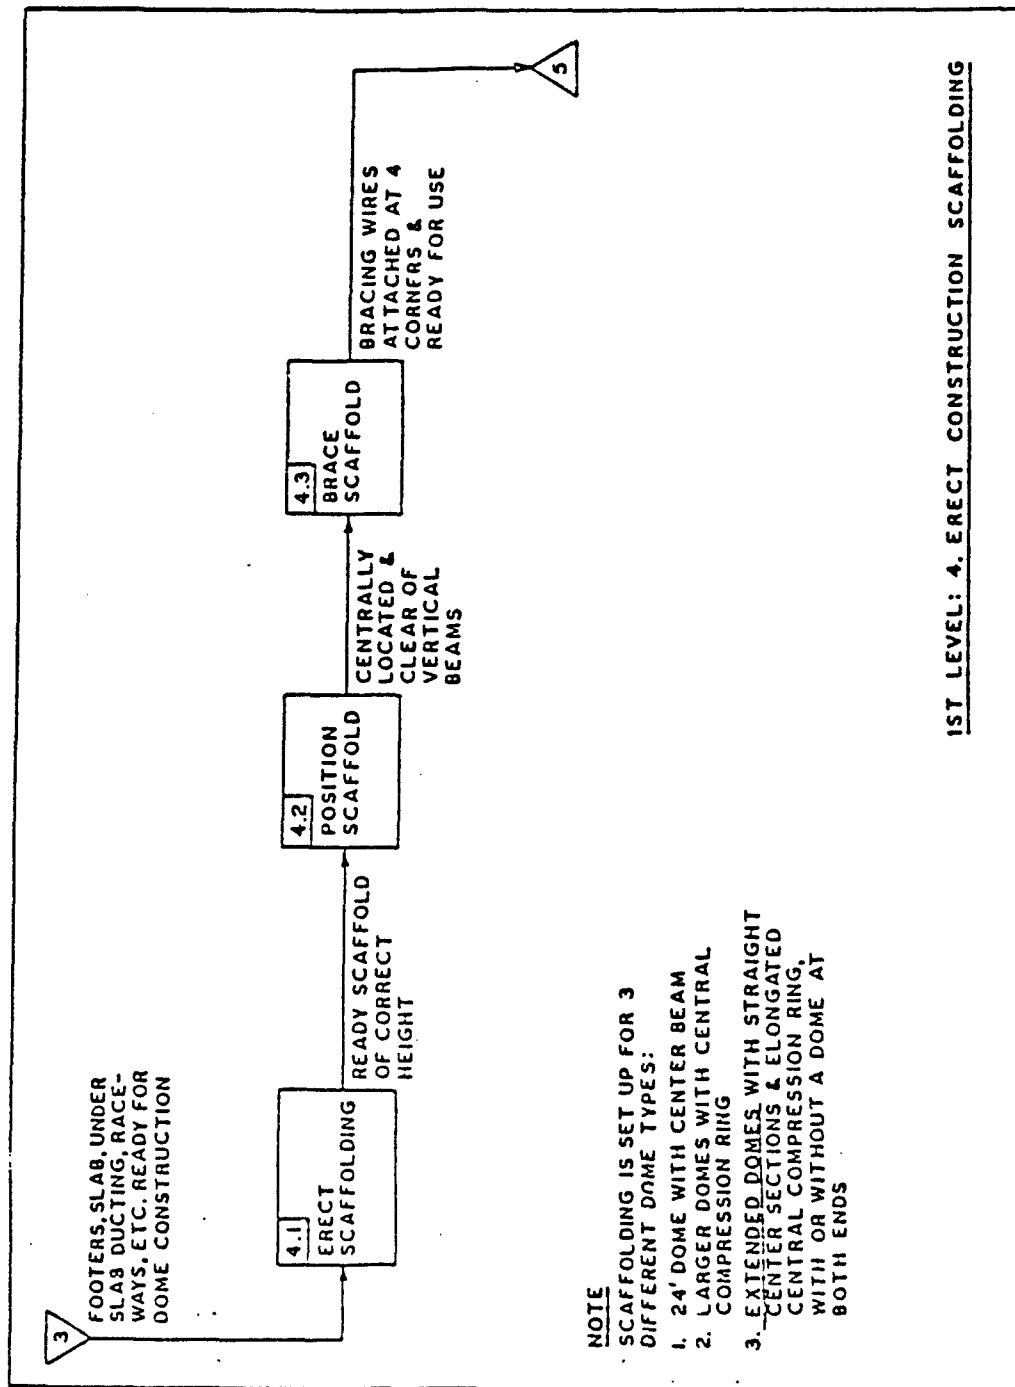 3
FOOTERS, SLAB, UNDER
SLAB DUCTING, RACE-
WAYS, ETC. READY FOR
DOME CONSTRUCTION
4.1
ERECT
SCAFFOLDING
READY SCAFFOLD
OF CORRECT
HEIGHT
4.2
POSITION
SCAFFOLD
CENTRALLY
LOCATED &
CLEAR OF
VERTICAL
BEAMS
4.3
BRACE
SCAFFOLD
BRACING WIRES
ATTACHED AT 4
CORNERS &
READY FOR USE
5
NOTE
SCAFFOLDING IS SET UP FOR 3
DIFFERENT DOME TYPES:
1. 24' DOME WITH CENTER BEAM
2. LARGER DOMES WITH CENTRAL
COMPRESSION RING
3. EXTENDED DOMES WITH STRAIGHT
CENTER SECTIONS & ELONGATED
CENTRAL COMPRESSION RING,
WITH OR WITHOUT A DOME AT
BOTH ENDS
1ST LEVEL: 4. ERECT CONSTRUCTION SCAFFOLDING